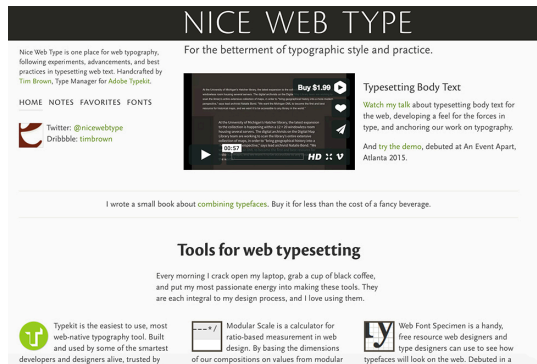 NICE WEB TYPE
Nice Web Type is one place for web typography,
following experiments, advancements, and best
practices in typesetting web text. Handcrafted by
Tim Brown, Type Manager for Adobe Typekit.
HOME NOTES FAVORITES FONTS
Twitter: @nicewebtype
Dribbble: timbrown
For the betterment of typographic style and practice.
Buy $1.99
00:57
HD
Typesetting Body Text
Watch my talk about typesetting body text for
the web, developing a feel for the forces in
type, and anchoring our work on typography.
And try the demo, debuted at An Event Apart,
Atlanta 2015.
I wrote a small book about combining typefaces. Buy it for less than the cost of a fancy beverage.
Tools for web typesetting
Every morning I crack open my laptop, grab a cup of black coffee,
and put my most passionate energy into making these tools. They
are each integral to my design process, and I love using them.
Typekit is the easiest to use, most
web-native typography tool. Built
and used by some of the smartest
developers and designers alive, trusted by
---*/
Modular Scale is a calculator for
ratio-based measurement in web
design. By basing the dimensions
of our compositions on values from modular
Web Font Specimen is a handy,
free resource web designers and
type designers can use to see how
typefaces will look on the web. Debuted in a